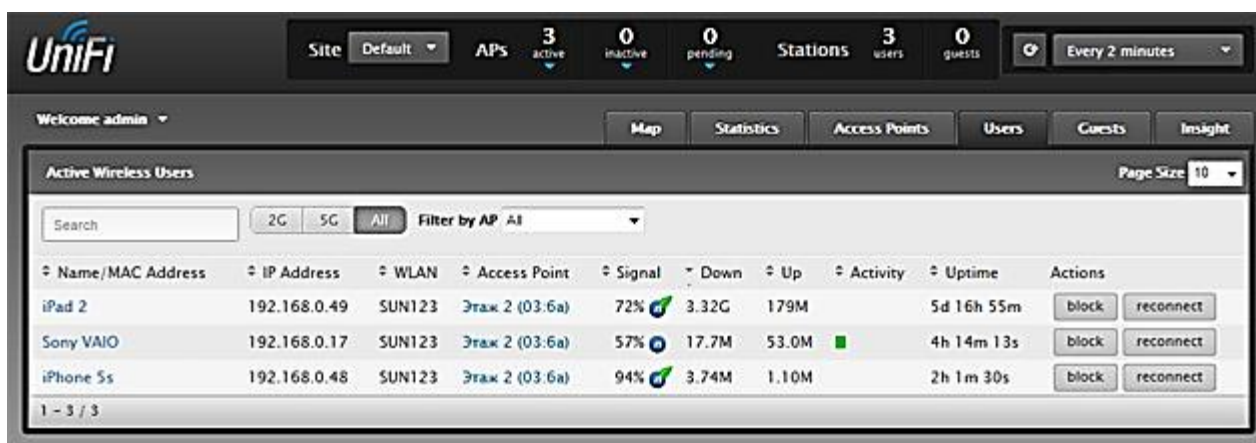 UniFi
Site Default APs 3 active 0 inactive 0 pending Stations 3 users 0 guests Every 2 minutes
Welcome admin
Map Statistics Access Points Users Guests Insight
Active Wireless Users Page Size 10
Search 2G 5G All Filter by AP All
Name/MAC Address IP Address WLAN Access Point Signal Down Up Activity Uptime Actions
iPad 2 192.168.0.49 SUN123 Этаж 2 (03:6a) 72% 3.32G 179M 5d 16h 55m block reconnect
Sony VAIO 192.168.0.17 SUN123 Этаж 2 (03:6a) 57% 17.7M 53.0M 4h 14m 13s block reconnect
iPhone 5s 192.168.0.48 SUN123 Этаж 2 (03:6a) 94% 3.74M 1.10M 2h 1m 30s block reconnect
1 - 3 / 3